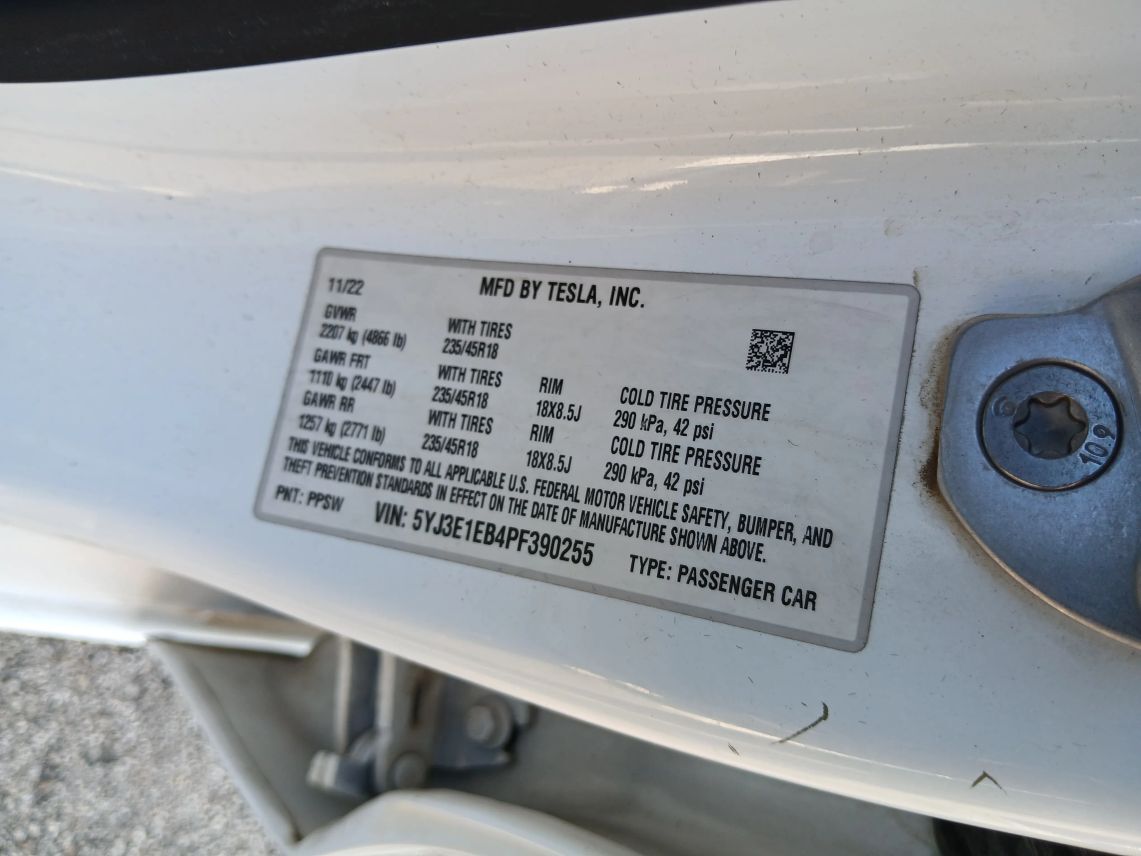 11/22 MFD BY TESLA, INC.
GVWR
2207 kg (4866 lb) WITH TIRES 235/45R18
GAWR FRT
1110 kg (2447 lb) WITH TIRES 235/45R18 RIM 18X8.5J COLD TIRE PRESSURE 290 kPa, 42 psi
GAWR RR
1257 kg (2771 lb) WITH TIRES 235/45R18 RIM 18X8.5J COLD TIRE PRESSURE 290 kPa, 42 psi
THIS VEHICLE CONFORMS TO ALL APPLICABLE U.S. FEDERAL MOTOR VEHICLE SAFETY, BUMPER, AND
THEFT PREVENTION STANDARDS IN EFFECT ON THE DATE OF MANUFACTURE SHOWN ABOVE.
PNT: PPSW VIN: 5YJ3E1EB4PF390255 TYPE: PASSENGER CAR
10.9